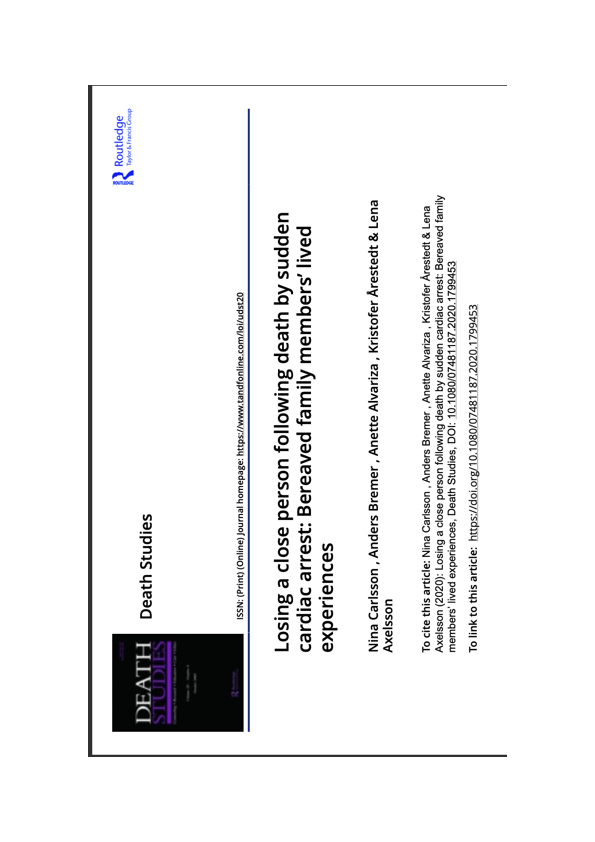 DEATH
STUDIES
Death Studies
Routledge
Taylor & Francis Group
ROUTLEDGE
ISSN: (Print) (Online) Journal homepage: https://www.tandfonline.com/loi/udst20
Losing a close person following death by sudden
cardiac arrest: Bereaved family members’ lived
experiences
Nina Carlsson , Anders Bremer , Anette Alvariza , Kristofer Årestedt & Lena
Axelsson
To cite this article: Nina Carlsson , Anders Bremer , Anette Alvariza , Kristofer Årestedt & Lena
Axelsson (2020): Losing a close person following death by sudden cardiac arrest: Bereaved family
members’ lived experiences, Death Studies, DOI: 10.1080/07481187.2020.1799453
To link to this article: https://doi.org/10.1080/07481187.2020.1799453